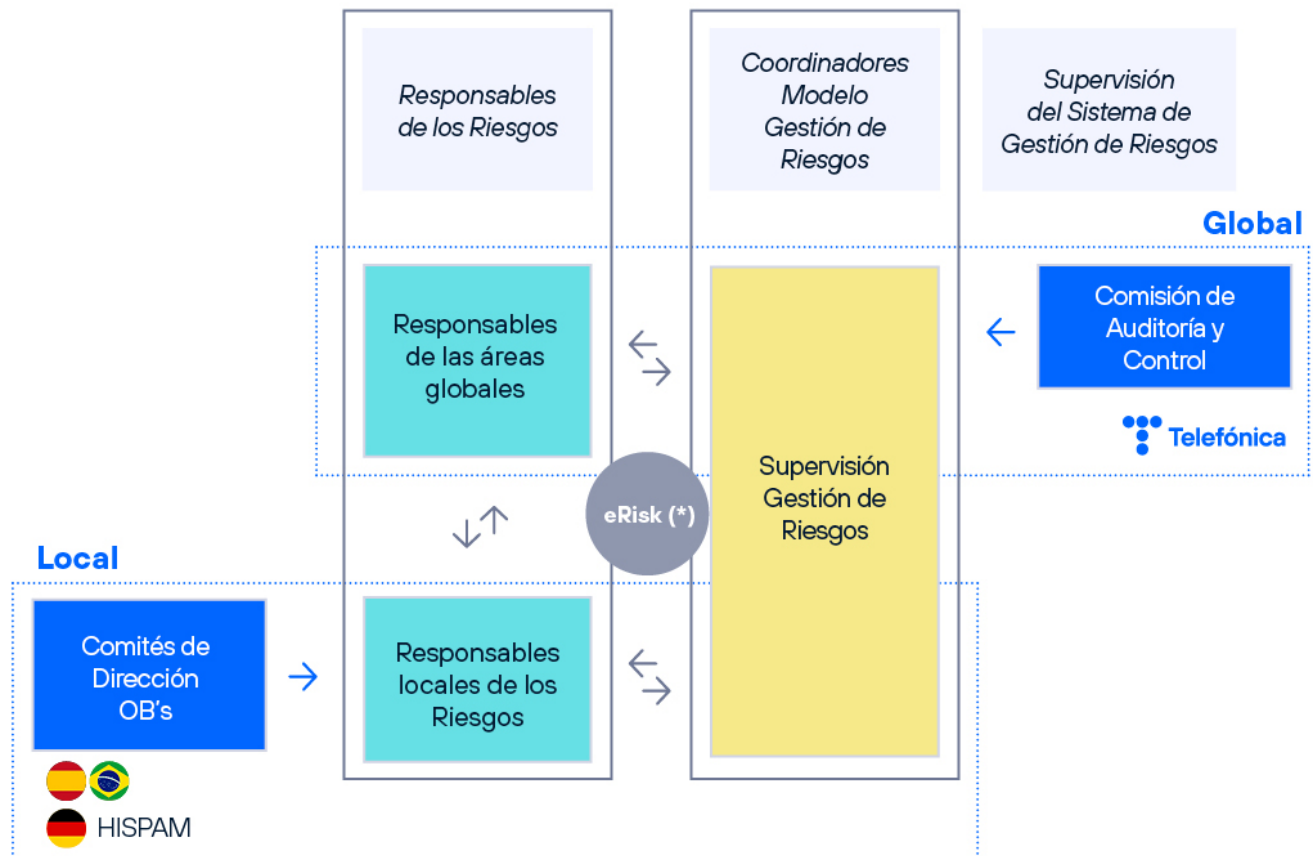 Responsables
de los Riesgos
Coordinadores
Modelo
Gestión de
Riesgos
Supervisión
del Sistema de
Gestión de Riesgos
Global
Responsables
de las áreas
globales
Comisión de
Auditoría y
Control
Telefónica
Supervisión
Gestión de
Riesgos
eRisk (*)
Local
Comités de
Dirección
OB's
Responsables
locales de los
Riesgos
HISPAM